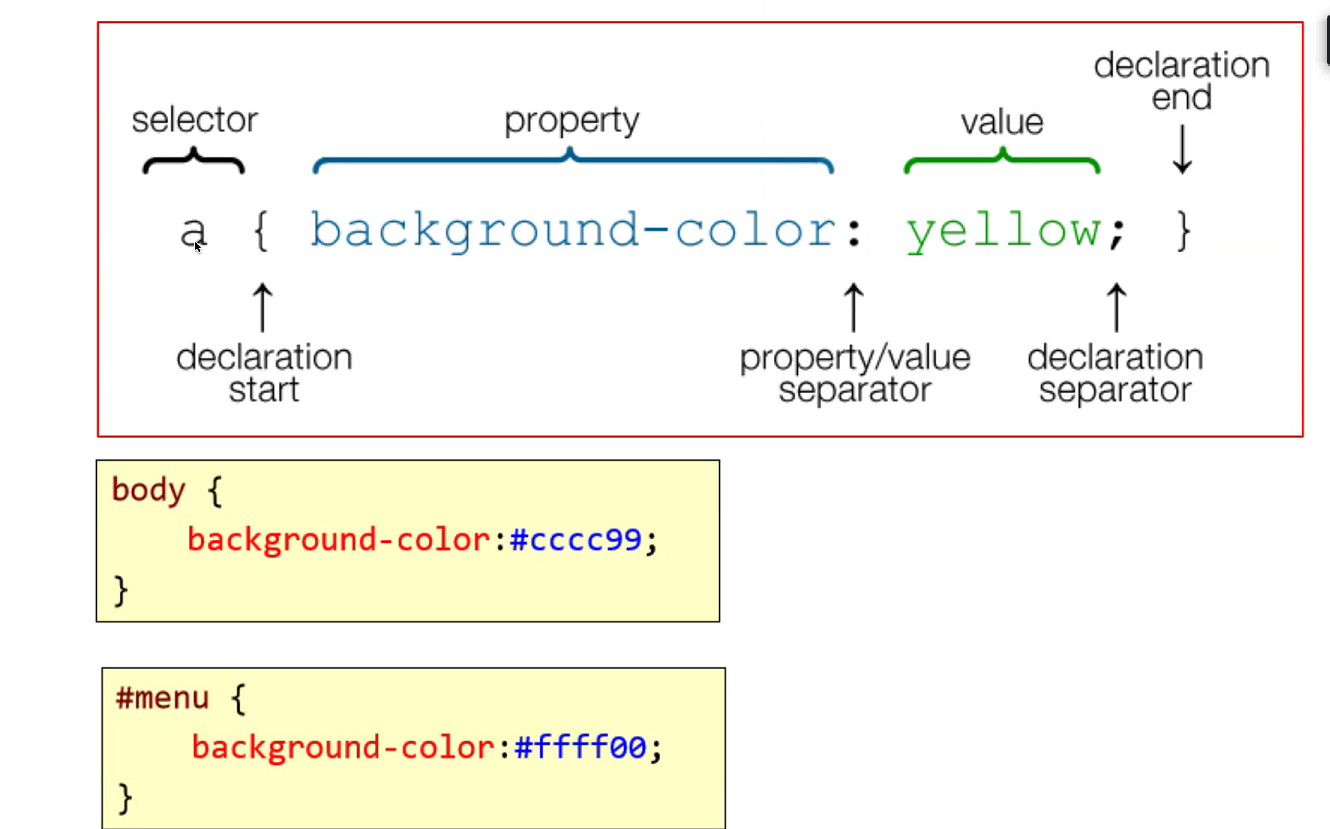 declaration
end
selector
property
value
a { background-color: yellow; }
declaration
start
property/value
separator
declaration
separator
body {
background-color:#cccc99;
}
#menu {
background-color:#ffff00;
}